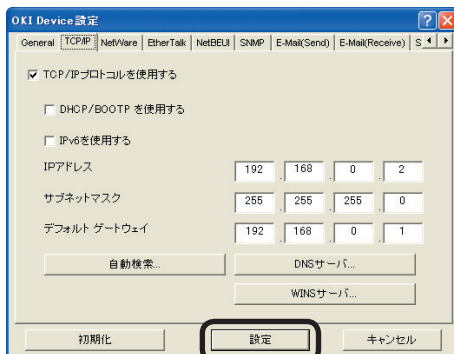 OKI Device設定
General TCP/IP NetWare EtherTalk NetBEUI SNMP E-Mail(Send) E-Mail(Receive) S
TCP/IPプロトコルを使用する
DHCP/BOOTP を使用する
IPv6を使用する
IPアドレス 192 . 168 . 0 . 2
サブネットマスク 255 . 255 . 255 . 0
デフォルト ゲートウェイ 192 . 168 . 0 . 1
自動検索... DNSサーバ...
WINSサーバ...
初期化 設定 キャンセル